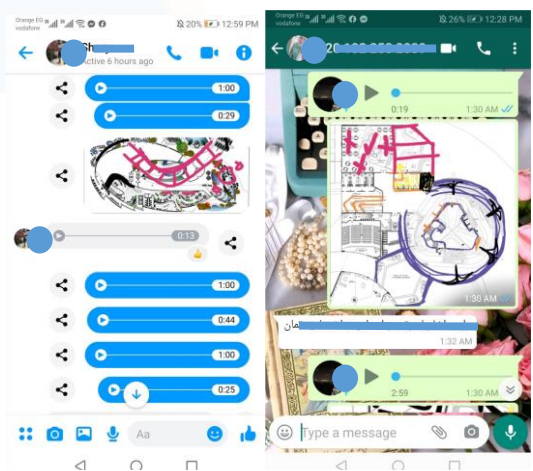 Orange EG
vodafone
20% 12:59 PM
Active 6 hours ago
1:00
0:29
0:13
1:00
0:44
1:00
0:25
Aa
Orange EG
vodafone
26% 12:28 PM
0:19 1:30 AM
1:30 AM
1:32 AM
2:59 1:30 AM
Type a message